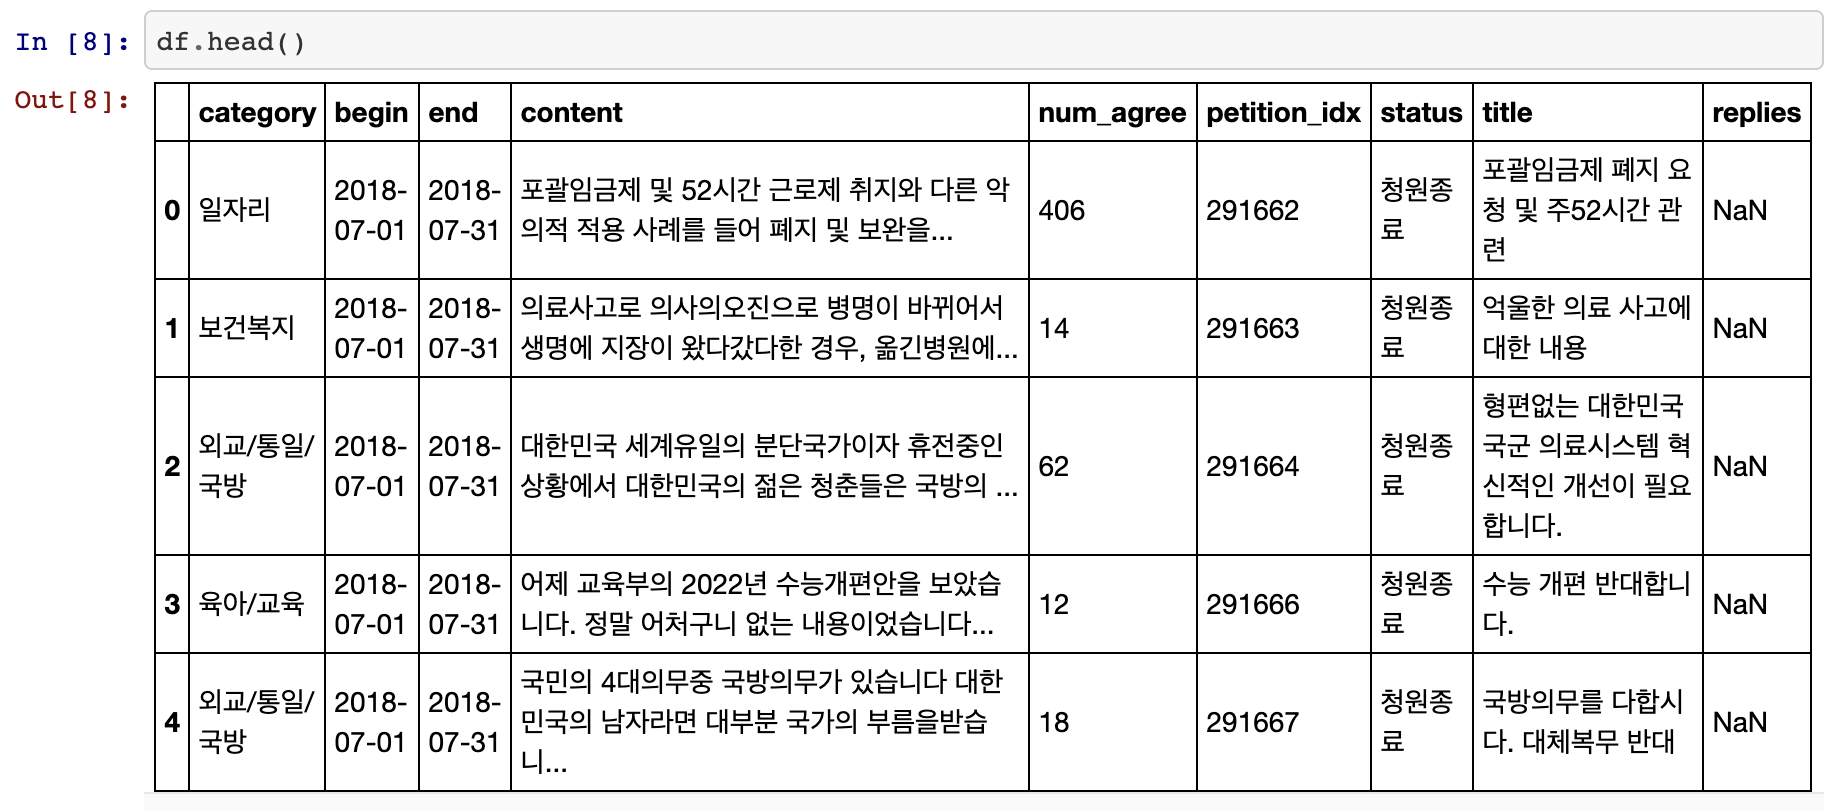 In [8]: df.head()
Out[8]:
category begin end content num_agree petition_idx status title replies
0 일자리 2018-07-01 2018-07-31 포괄임금제 및 52시간 근로제 취지와 다른 악의적 적용 사례를 들어 폐지 및 보완을... 406 291662 청원종료 포괄임금제 폐지 요청 및 주52시간 관련 NaN
1 보건복지 2018-07-01 2018-07-31 의료사고로 의사의오진으로 병명이 바뀌어서 생명에 지장이 왔다갔다한 경우, 옮긴병원에... 14 291663 청원종료 억울한 의료 사고에 대한 내용 NaN
2 외교/통일/국방 2018-07-01 2018-07-31 대한민국 세계유일의 분단국가이자 휴전중인 상황에서 대한민국의 젊은 청춘들은 국방의 ... 62 291664 청원종료 형편없는 대한민국 국군 의료시스템 혁신적인 개선이 필요합니다. NaN
3 육아/교육 2018-07-01 2018-07-31 어제 교육부의 2022년 수능개편안을 보았습니다. 정말 어처구니 없는 내용이었습니다... 12 291666 청원종료 수능 개편 반대합니다. NaN
4 외교/통일/국방 2018-07-01 2018-07-31 국민의 4대의무중 국방의무가 있습니다 대한민국의 남자라면 대부분 국가의 부름을받습니... 18 291667 청원종료 국방의무를 다합시다. 대체복무 반대 NaN